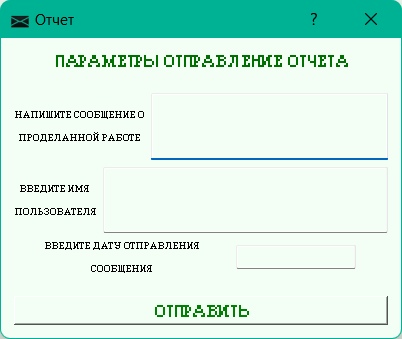 Отчет ?
ПАРАМЕТРЫ ОТПРАВЛЕНИЕ ОТЧЕТА
НАПИШИТЕ СООБЩЕНИЕ О
ПРОДЕЛАННОЙ РАБОТЕ
ВВЕДИТЕ ИМЯ
ПОЛЬЗОВАТЕЛЯ
ВВЕДИТЕ ДАТУ ОТПРАВЛЕНИЯ
СООБЩЕНИЯ
ОТПРАВИТЬ